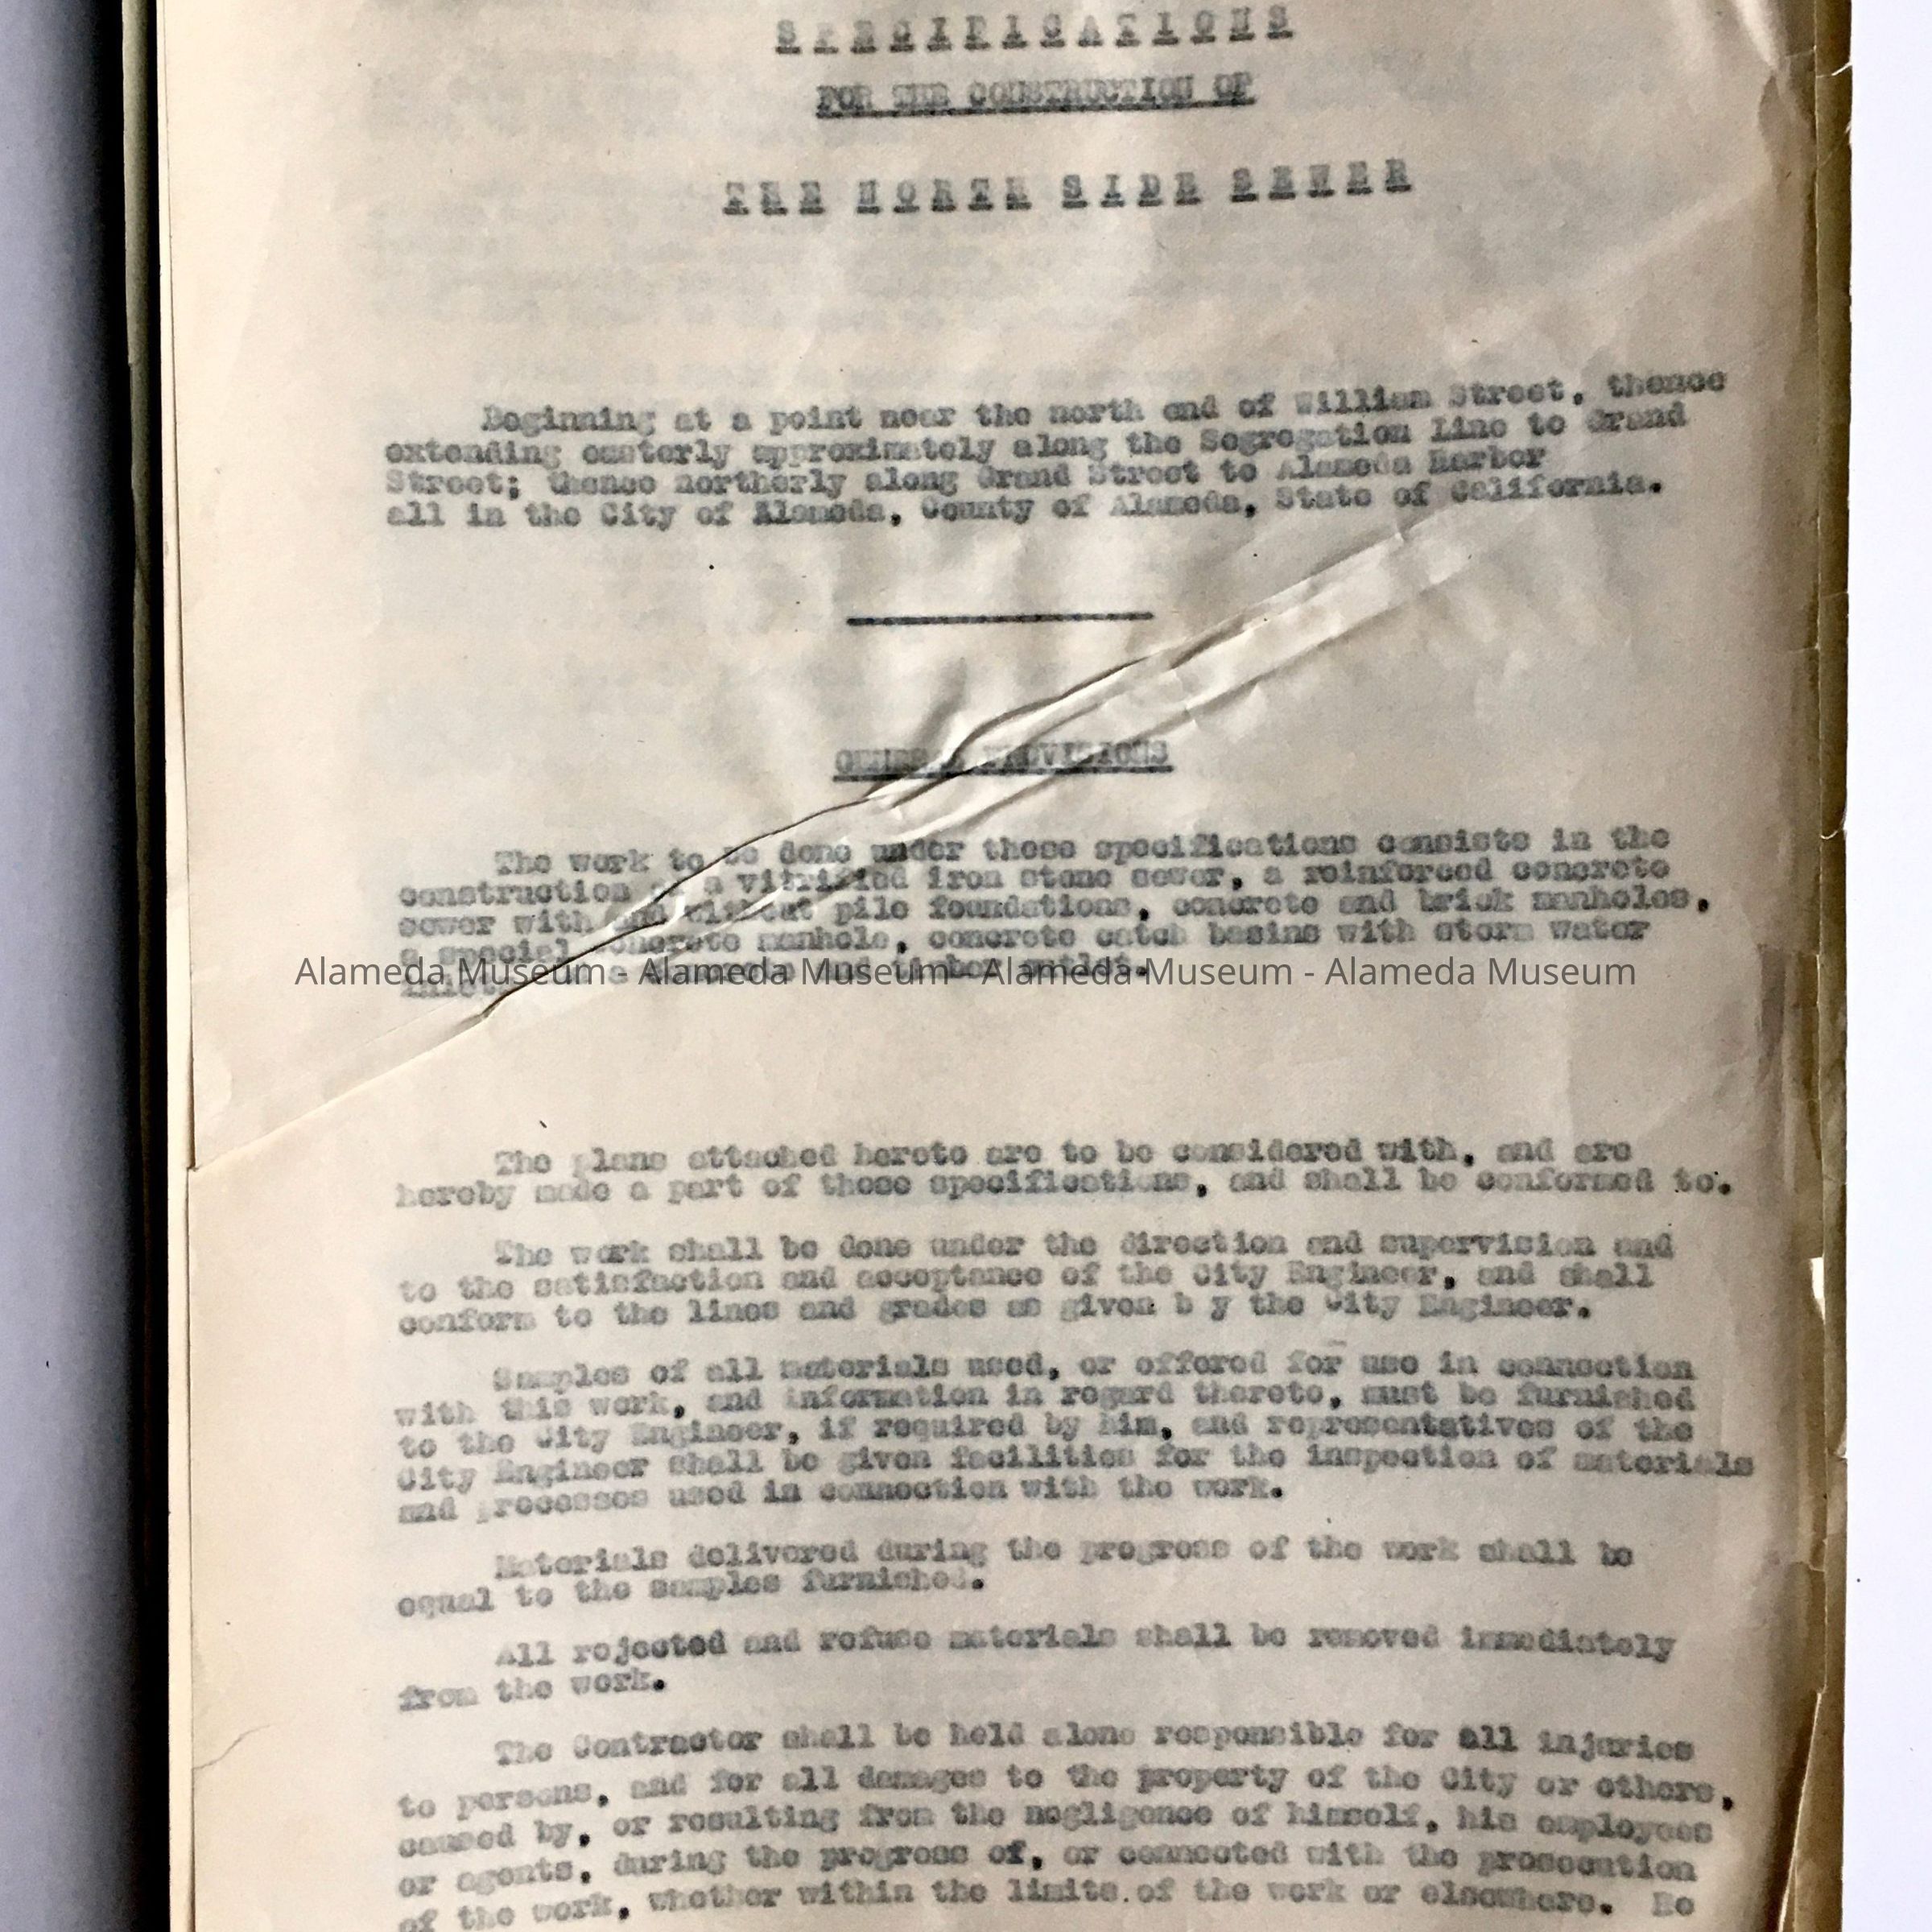 SPECIFICATIONS
FOR THE CONSTRUCTION OF
THE NORTH SIDE SEWER
Beginning at a point near the north end of William Street, thence
extending easterly approximately along the Segregation Line to Grand
Street; thence northerly along Grand Street to Alameda Harbor
all in the City of Alameda, County of Alameda, State of California.
GENERAL PROVISIONS
The work to be done under these specifications consists in the
construction of a vitrified iron stone sewer, a reinforced concrete
sewer with and without pile foundations, concrete and brick manholes,
a special concrete manhole, concrete catch basins with storm water
timber outlet.
Alameda Museum - Alameda Museum - Alameda Museum - Alameda Museum
The plans attached hereto are to be considered with, and are
hereby made a part of these specifications, and shall be conformed to.
The work shall be done under the direction and supervision and
to the satisfaction and acceptance of the City Engineer, and shall
conform to the lines and grades as given b y the City Engineer.
Samples of all materials used, or offered for use in connection
with this work, and information in regard thereto, must be furnished
to the City Engineer, if required by him, and representatives of the
City Engineer shall be given facilities for the inspection of materials
and processes used in connection with the work.
Materials delivered during the progress of the work shall be
equal to the samples furnished.
All rejected and refuse materials shall be removed immediately
from the work.
The Contractor shall be held alone responsible for all injuries
to persons, and for all damages to the property of the City or others,
caused by, or resulting from the negligence of himself, his employees
or agents, during the progress of, or connected with the prosecution
of the work, whether within the limits of the work or elsewhere. He